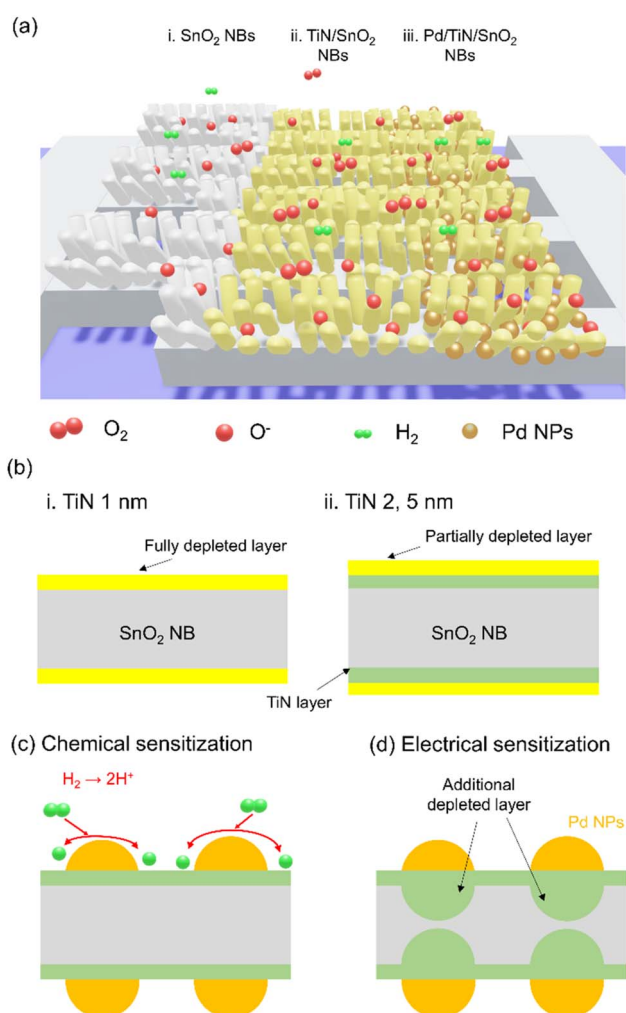 (a)
i. SnO₂ NBs
ii. TiN/SnO₂
NBs
iii. Pd/TiN/SnO₂
NBs
O₂
O⁻
H₂
Pd NPs
(b)
i. TiN 1 nm
ii. TiN 2, 5 nm
Fully depleted layer
Partially depleted layer
SnO₂ NB
SnO₂ NB
TiN layer
(c) Chemical sensitization
(d) Electrical sensitization
H₂ → 2H⁺
Additional
depleted layer
Pd NPs